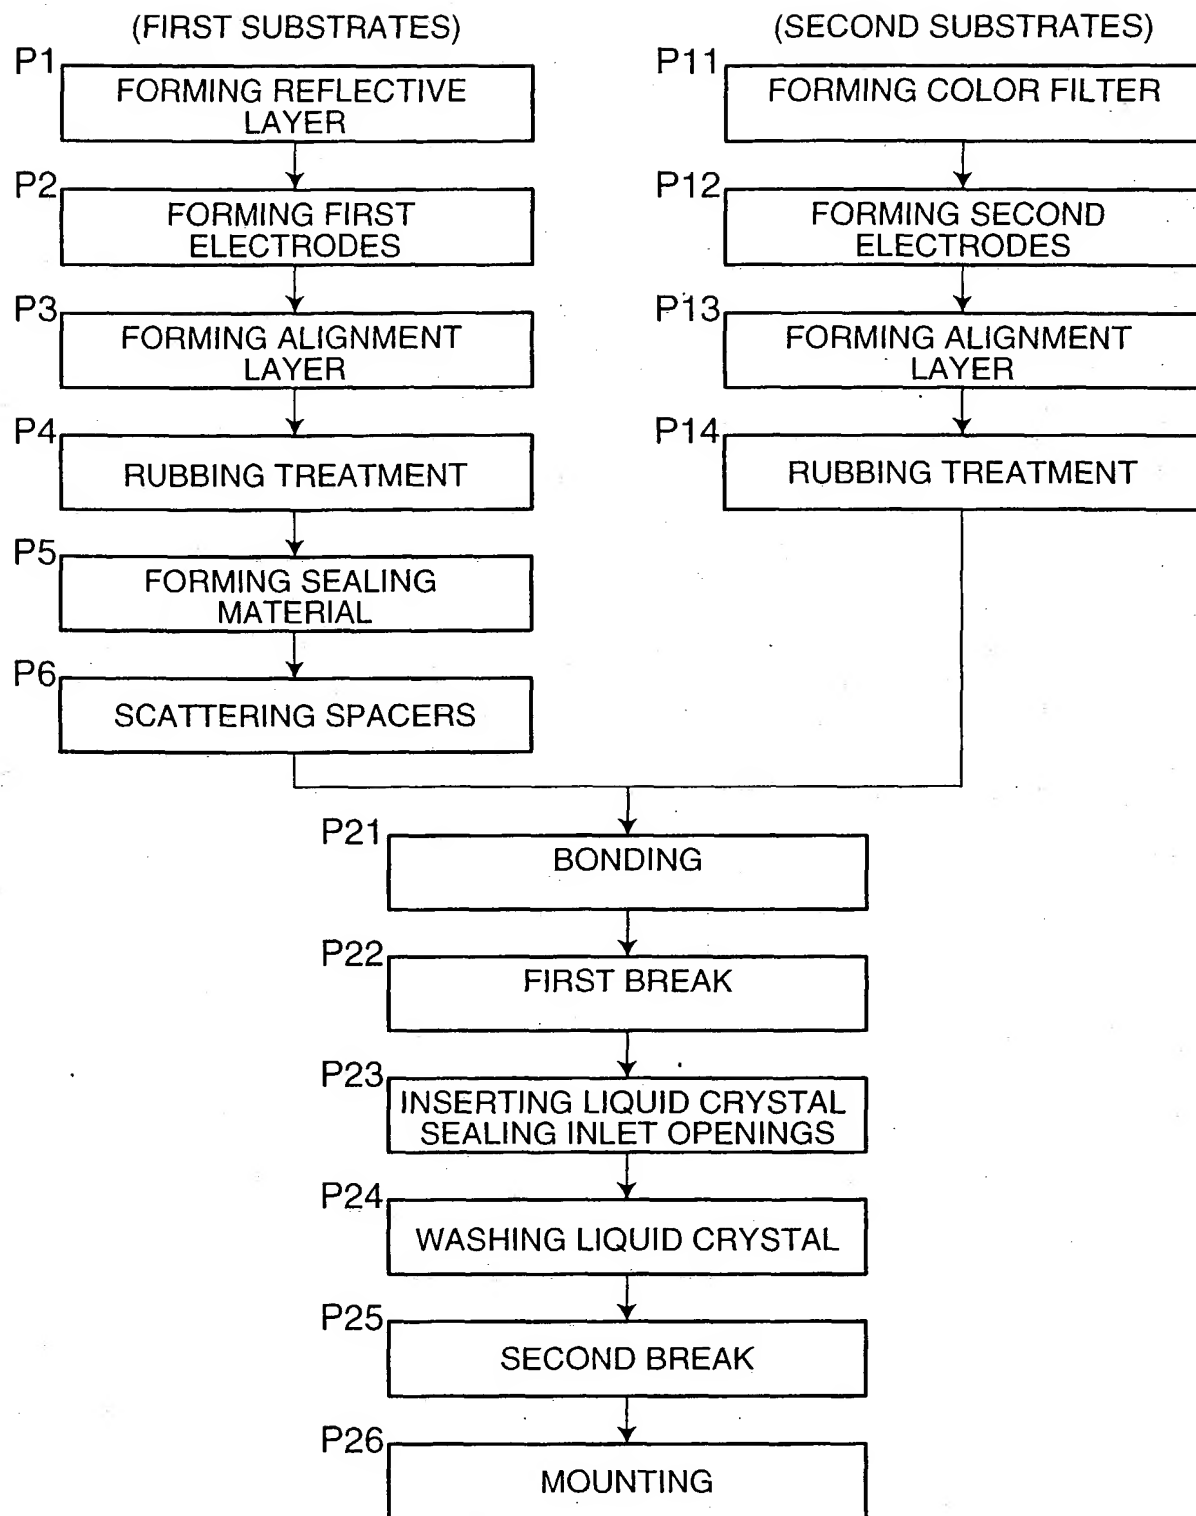 (FIRST SUBSTRATES)
P1
FORMING REFLECTIVE
LAYER
P2
FORMING FIRST
ELECTRODES
P3
FORMING ALIGNMENT
LAYER
P4
RUBBING TREATMENT
P5
FORMING SEALING
MATERIAL
P6
SCATTERING SPACERS
(SECOND SUBSTRATES)
P11
FORMING COLOR FILTER
P12
FORMING SECOND
ELECTRODES
P13
FORMING ALIGNMENT
LAYER
P14
RUBBING TREATMENT
P21
BONDING
P22
FIRST BREAK
P23
INSERTING LIQUID CRYSTAL
SEALING INLET OPENINGS
P24
WASHING LIQUID CRYSTAL
P25
SECOND BREAK
P26
MOUNTING